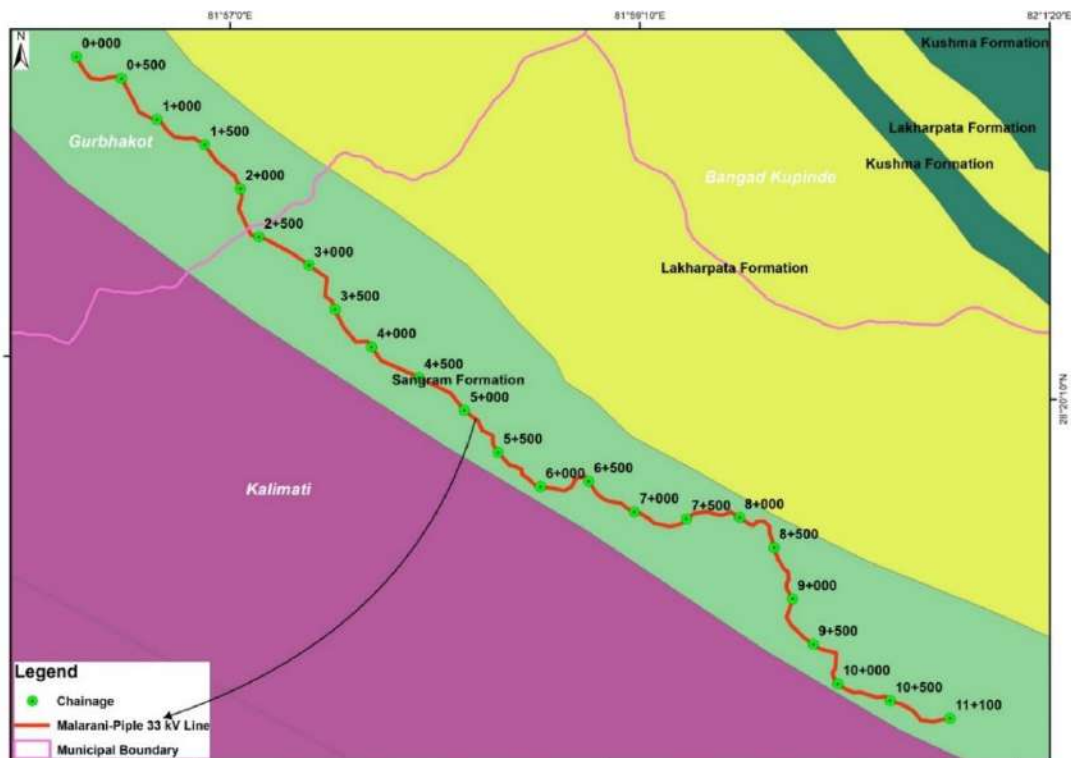 81°57'0"E
81°59'10"E
82°1'20"E
N
0+000
0+500
1+000
1+500
Gurbhakot
2+000
2+500
3+000
3+500
4+000
4+500
Sangram Formation
5+000
5+500
6+000
6+500
7+000
7+500
8+000
8+500
9+000
9+500
10+000
10+500
11+100
Kushma Formation
Lakharpata Formation
Kushma Formation
Bangad Kupinde
Lakharpata Formation
Kalimati
Legend
Chainage
Malarani-Piple 33 kV Line
Municipal Boundary